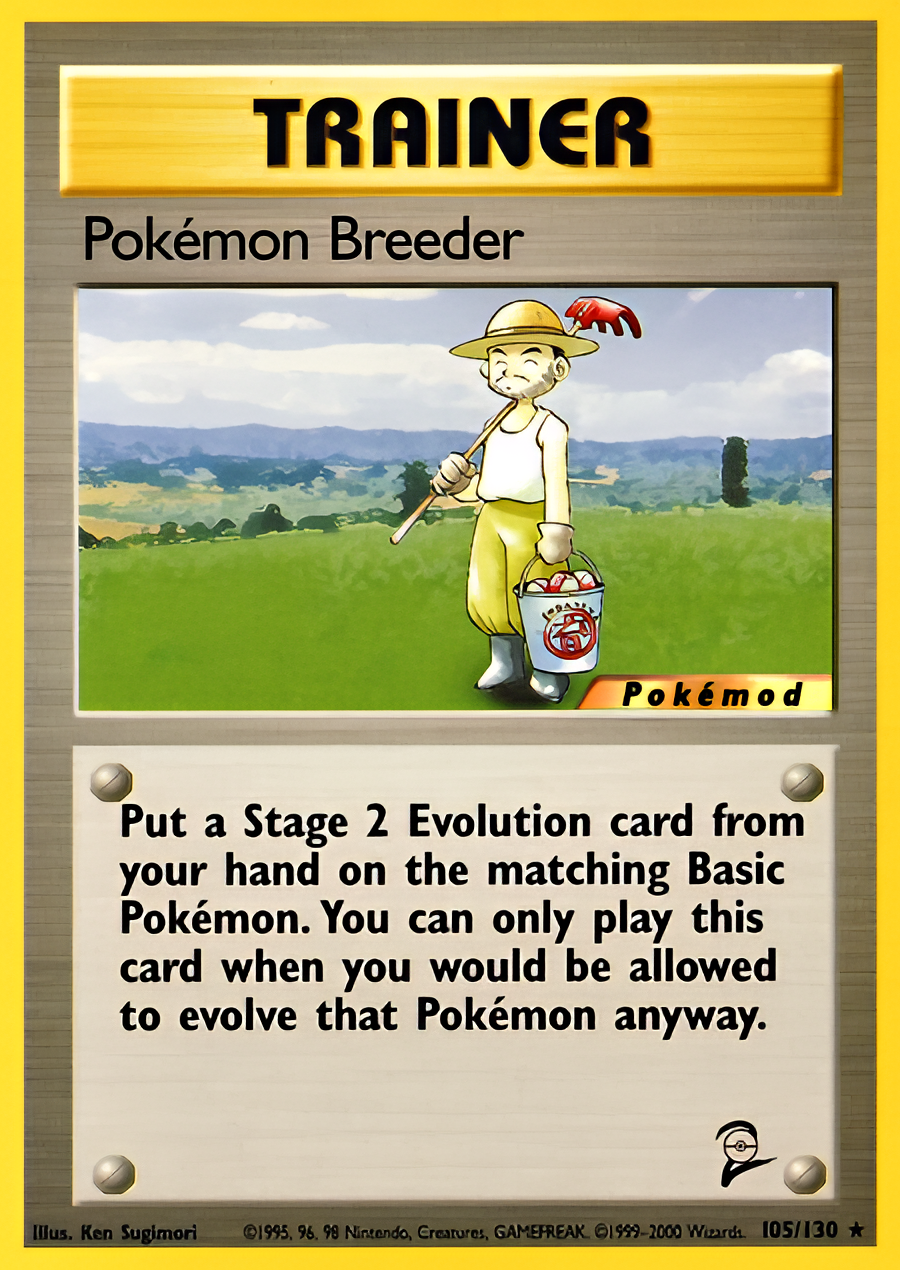 TRAINER
Pokémon Breeder
Pokémod
Put a Stage 2 Evolution card from
your hand on the matching Basic
Pokémon. You can only play this
card when you would be allowed
to evolve that Pokémon anyway.
Illus. Ken Sugimori ©1995, 96, 98 Nintendo, Creatures, GAMEFREAK. ©1999–2000 Wizards. 105/130 ★